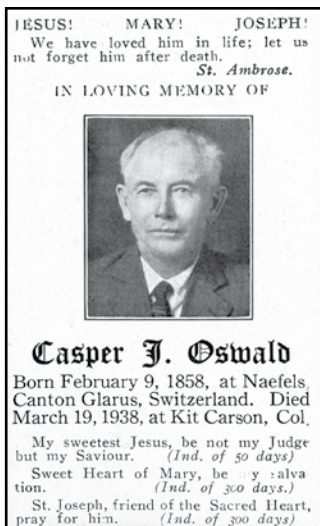 JESUS! MARY! JOSEPH!
We have loved him in life; let us
not forget him after death.
St. Ambrose.
IN LOVING MEMORY OF
Casper J. Oswald
Born February 9, 1858, at Naefels,
Canton Glarus, Switzerland. Died
March 19, 1938, at Kit Carson, Col.
My sweetest Jesus, be not my Judge
but my Saviour. (Ind. of 50 days)
Sweet Heart of Mary, be
tion. (Ind. of 300 days.)
St. Joseph, friend of the Sacred Heart,
pray for him. (Ind. of 300 days)